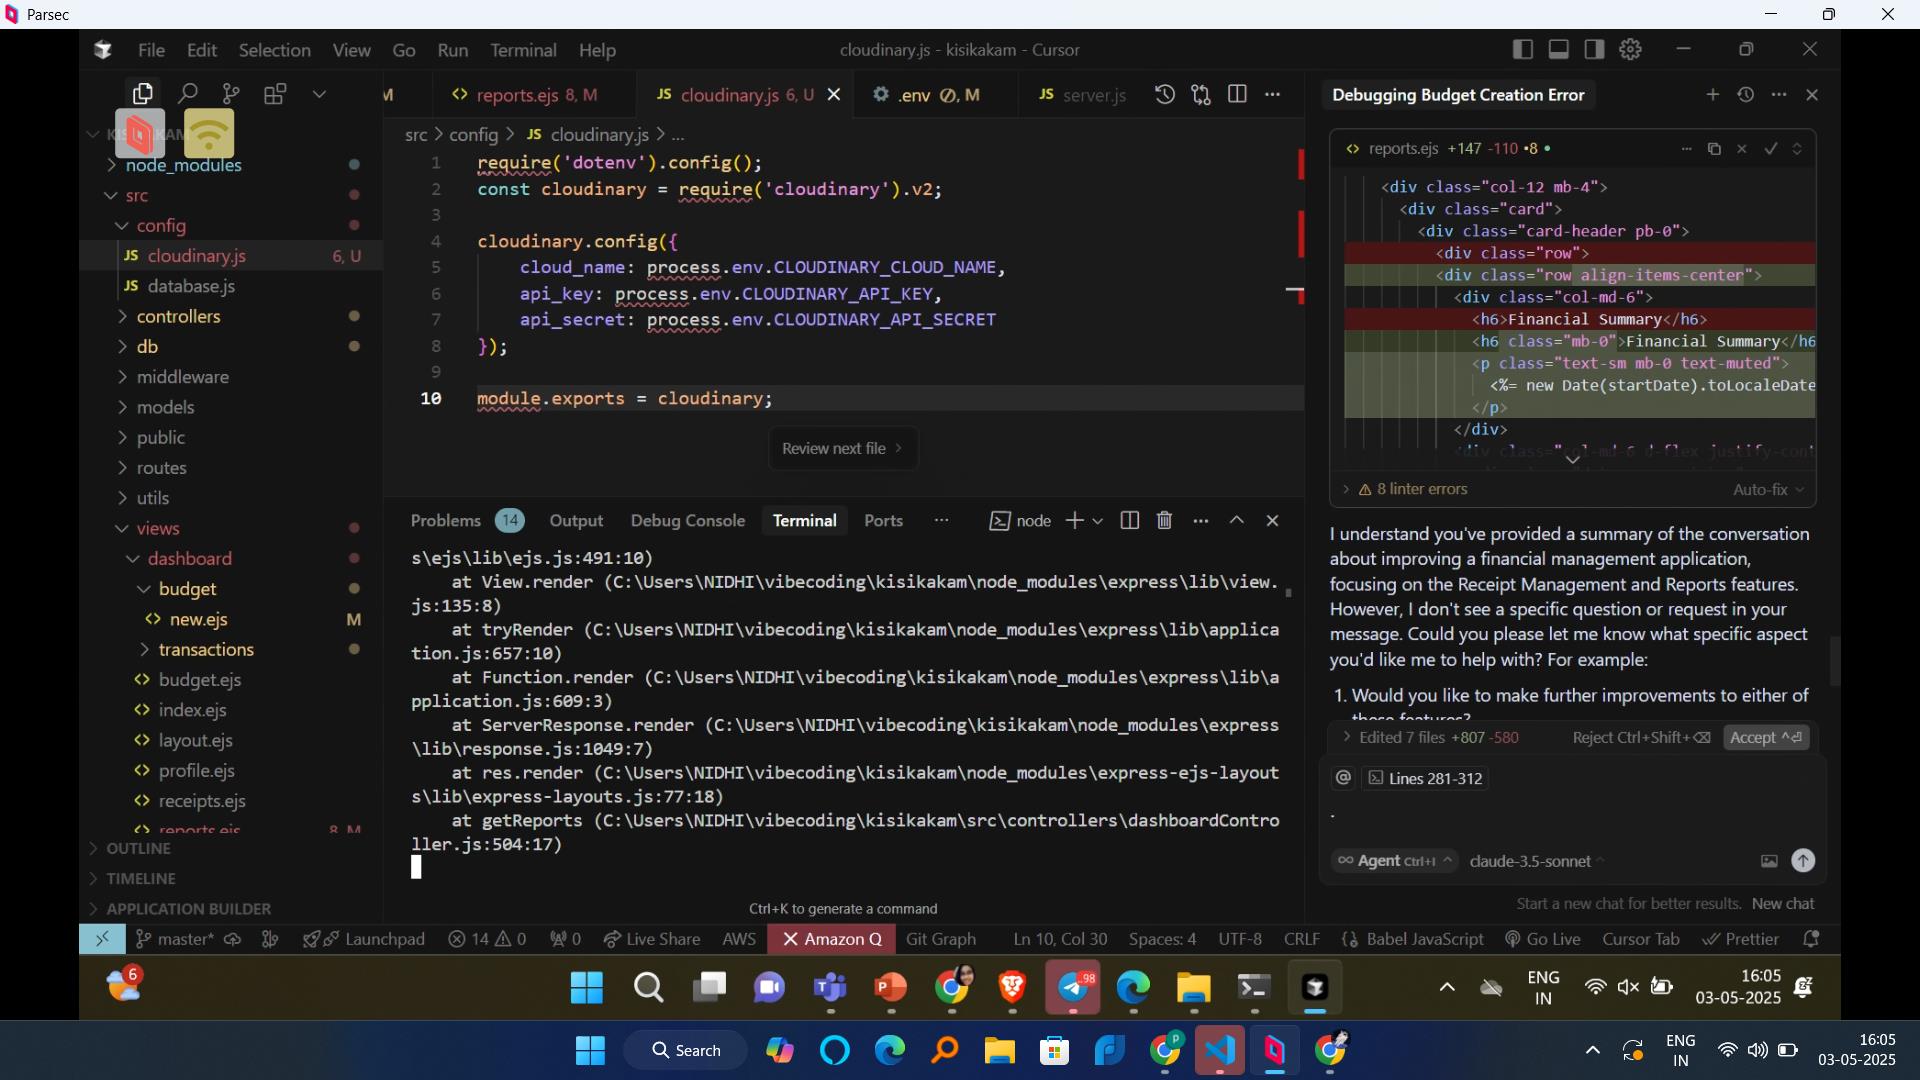 Parsec
File Edit Selection View Go Run Terminal Help
cloudinary.js - kisikakam - Cursor
M
<> reports.ejs 8, M
JS cloudinary.js 6, U
.env M
JS server.js
Debugging Budget Creation Error
src > config > JS cloudinary.js > ...
node_modules
src
config
JS cloudinary.js 6, U
JS database.js
controllers
db
middleware
models
public
routes
utils
views
dashboard
budget
<> new.ejs M
transactions
<> budget.ejs
<> index.ejs
<> layout.ejs
<> profile.ejs
<> receipts.ejs
<> reports.ejs 8, M
OUTLINE
TIMELINE
APPLICATION BUILDER
1 require('dotenv').config();
2 const cloudinary = require('cloudinary').v2;
3
4 cloudinary.config({
5 cloud_name: process.env.CLOUDINARY_CLOUD_NAME,
6 api_key: process.env.CLOUDINARY_API_KEY,
7 api_secret: process.env.CLOUDINARY_API_SECRET
8 });
9
10 module.exports = cloudinary;
Review next file >
Problems 14 Output Debug Console Terminal Ports ... node
s\ejs\lib\ejs.js:491:10)
at View.render (C:\Users\NIDHI\vibecoding\kisikakam\node_modules\express\lib\view.
js:135:8)
at tryRender (C:\Users\NIDHI\vibecoding\kisikakam\node_modules\express\lib\applica
tion.js:657:10)
at Function.render (C:\Users\NIDHI\vibecoding\kisikakam\node_modules\express\lib\a
pplication.js:609:3)
at ServerResponse.render (C:\Users\NIDHI\vibecoding\kisikakam\node_modules\express
\lib\response.js:1049:7)
at res.render (C:\Users\NIDHI\vibecoding\kisikakam\node_modules\express-ejs-layout
s\lib\express-layouts.js:77:18)
at getReports (C:\Users\NIDHI\vibecoding\kisikakam\src\controllers\dashboardContro
ller.js:504:17)
Ctrl+K to generate a command
<> reports.ejs +147 -110 •8 •
<div class="col-12 mb-4">
<div class="card">
<div class="card-header pb-0">
<div class="row">
<div class="row align-items-center">
<div class="col-md-6">
<h6>Financial Summary</h6>
<h6 class="mb-0">Financial Summary</h6
<p class="text-sm mb-0 text-muted">
<%= new Date(startDate).toLocaleDate
</p>
</div>
<div class="col-md-6 d-flex justify-cont
8 linter errors Auto-fix
I understand you've provided a summary of the conversation
about improving a financial management application,
focusing on the Receipt Management and Reports features.
However, I don't see a specific question or request in your
message. Could you please let me know what specific aspect
you'd like me to help with? For example:
1. Would you like to make further improvements to either of
these features?
Edited 7 files +807 -580 Reject Ctrl+Shift+⌫ Accept ^⏎
@ Lines 281-312
.
∞ Agent Ctrl+I claude-3.5-sonnet
Start a new chat for better results. New chat
master* Launchpad 14 0 0 Live Share AWS Amazon Q Git Graph Ln 10, Col 30 Spaces: 4 UTF-8 CRLF {} Babel JavaScript Go Live Cursor Tab Prettier
6
98
ENG
IN
16:05
03-05-2025
Search
P
ENG
IN
16:05
03-05-2025